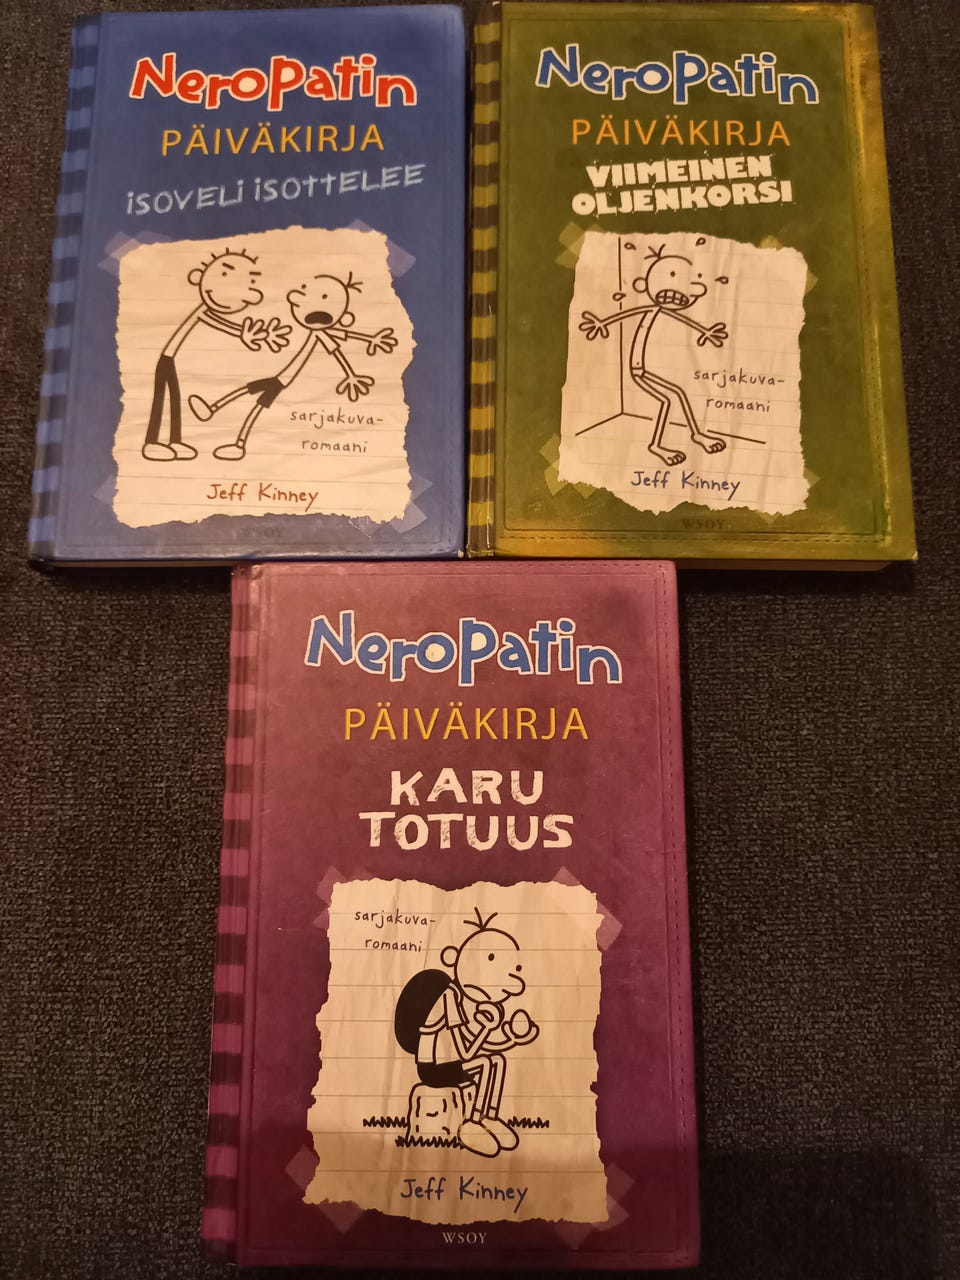 Neropatin
PÄIVÄKIRJA
ISOVELI ISOTTELEE
sarjakuva-
romaani
Jeff Kinney
WSOY
Neropatin
PÄIVÄKIRJA
VIIMEINEN
OLJENKORSI
sarjakuva-
romaani
Jeff Kinney
WSOY
Neropatin
PÄIVÄKIRJA
KARU
TOTUUS
sarjakuva-
romaani
Jeff Kinney
WSOY